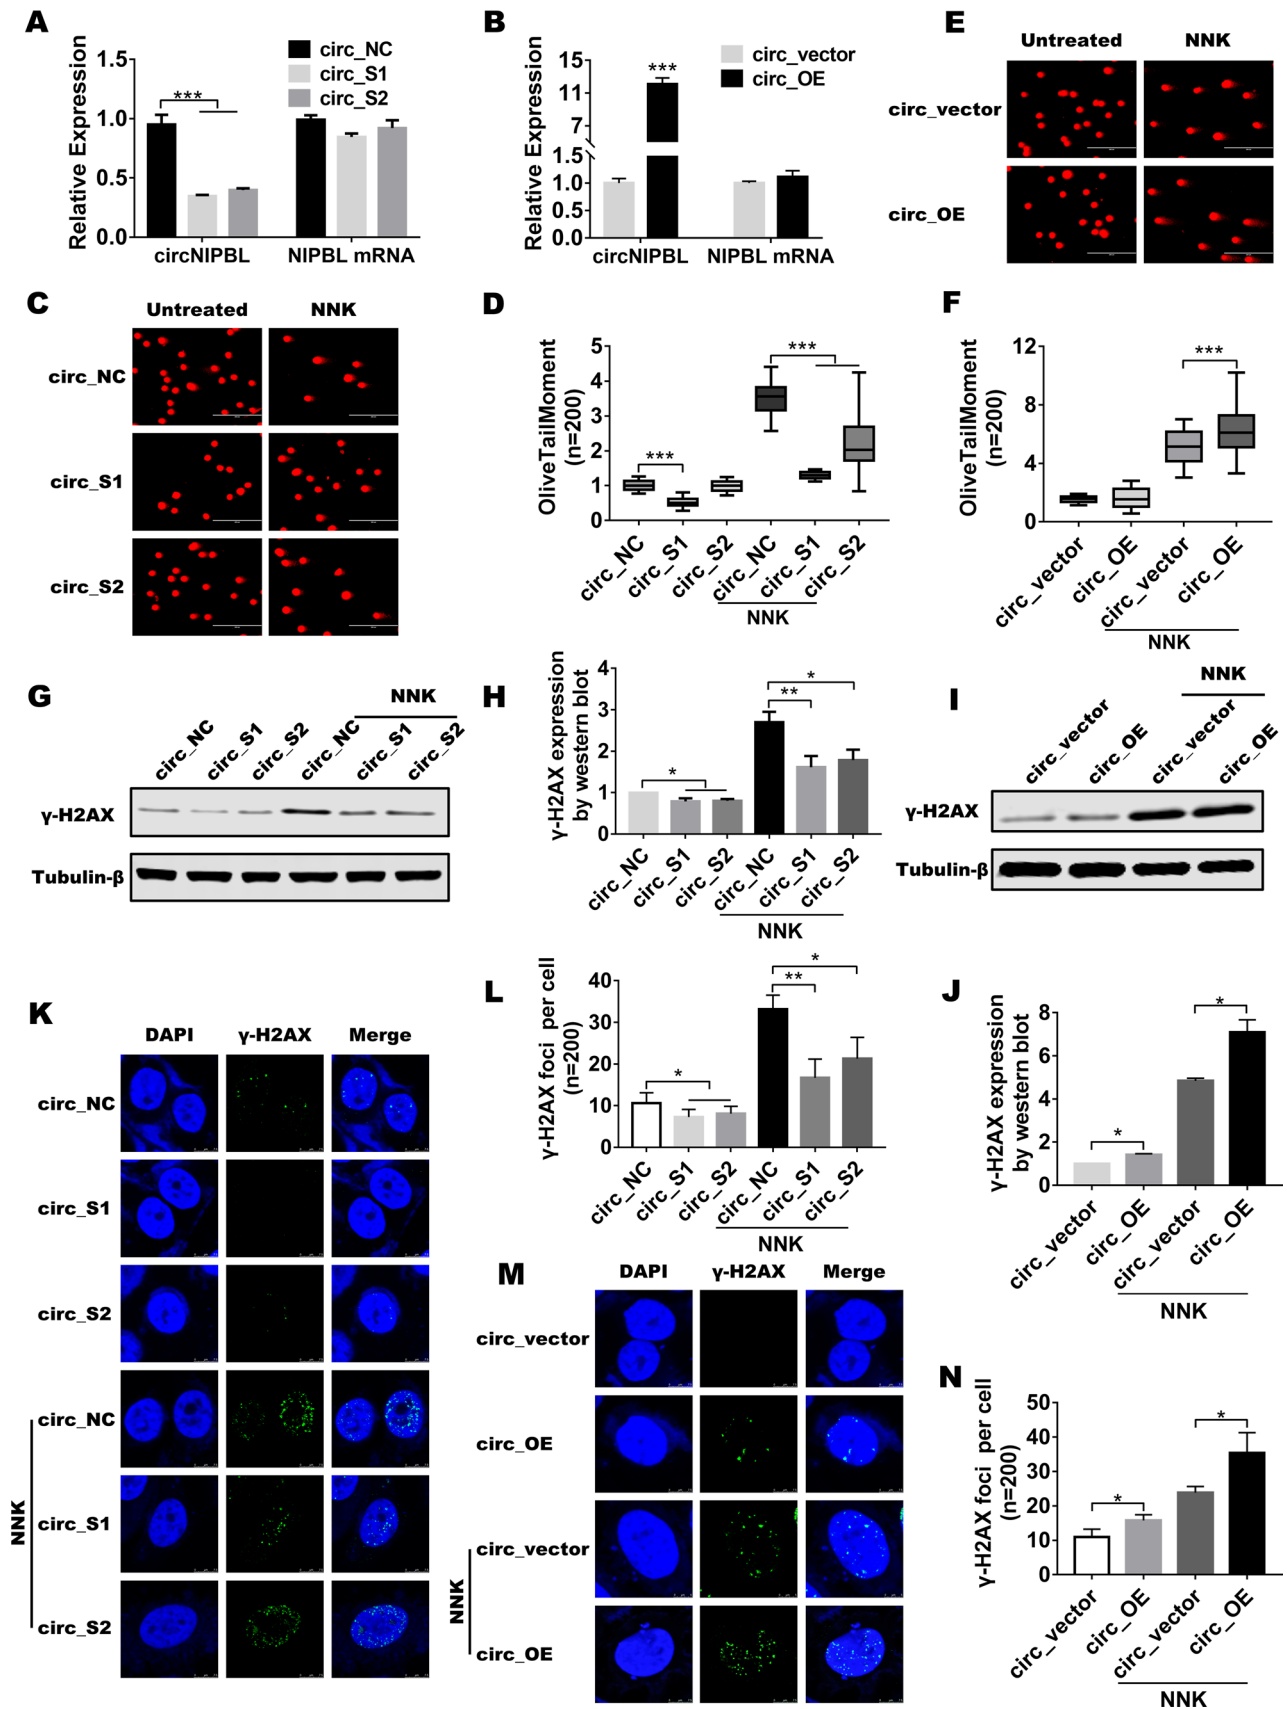 A
Relative Expression
1.5
1.0
0.5
0.0
***
circ_NC
circ_S1
circ_S2
circNIPBL
NIPBL mRNA
B
Relative Expression
15
11
7
1.5
1.0
0.5
0.0
***
circ_vector
circ_OE
circNIPBL
NIPBL mRNA
E
Untreated
NNK
circ_vector
circ_OE
C
Untreated
NNK
circ_NC
circ_S1
circ_S2
D
OliveTailMoment
(n=200)
5
4
3
2
1
0
***
***
circ_NC
circ_S1
circ_S2
circ_NC
circ_S1
circ_S2
NNK
F
OliveTailMoment
(n=200)
12
8
4
0
***
circ_vector
circ_OE
circ_vector
circ_OE
NNK
G
NNK
circ_NC
circ_S1
circ_S2
circ_NC
circ_S1
circ_S2
γ-H2AX
Tubulin-β
H
γ-H2AX expression
by western blot
4
3
2
1
0
*
**
*
circ_NC
circ_S1
circ_S2
circ_NC
circ_S1
circ_S2
NNK
I
NNK
circ_vector
circ_OE
circ_vector
circ_OE
γ-H2AX
Tubulin-β
K
DAPI
γ-H2AX
Merge
circ_NC
circ_S1
circ_S2
NNK
circ_NC
circ_S1
circ_S2
L
γ-H2AX foci per cell
(n=200)
40
30
20
10
0
*
**
*
circ_NC
circ_S1
circ_S2
circ_NC
circ_S1
circ_S2
NNK
J
γ-H2AX expression
by western blot
8
6
4
2
0
*
*
circ_vector
circ_OE
circ_vector
circ_OE
NNK
M
DAPI
γ-H2AX
Merge
circ_vector
circ_OE
NNK
circ_vector
circ_OE
N
γ-H2AX foci per cell
(n=200)
50
40
30
20
10
0
*
*
circ_vector
circ_OE
circ_vector
circ_OE
NNK